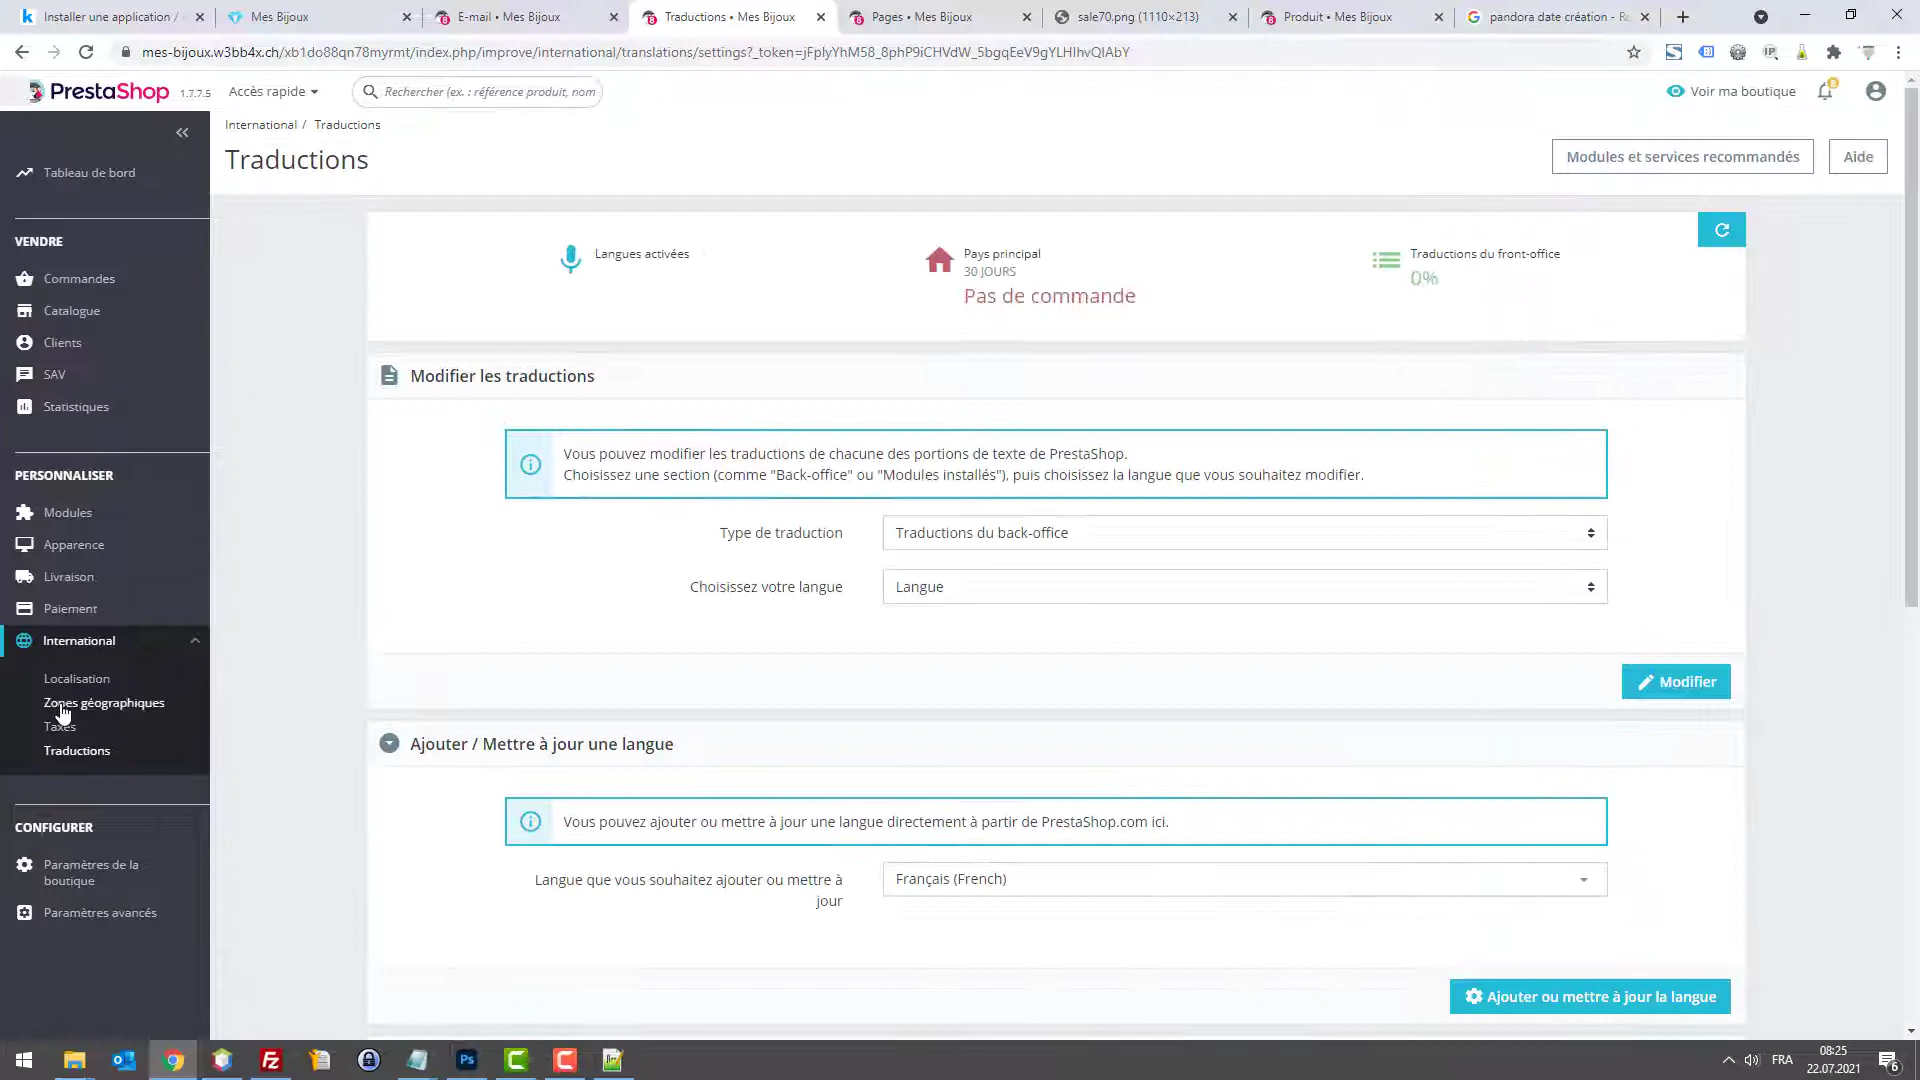 Installer une application /
Mes Bijoux
E-mail • Mes Bijoux
Traductions • Mes Bijoux
Pages • Mes Bijoux
sale70.png (1110×213)
Produit • Mes Bijoux
pandora date création - Re
mes-bijoux.w3bb4x.ch/xb1do88qn78myrmt/index.php/improve/international/translations/settings?_token=jFplyYhM58_8phP9iCHVdW_5bgqEeV9gYLHIhvQIAbY
PrestaShop 1.7.7.5
Accès rapide
Rechercher (ex. : référence produit, nom
Voir ma boutique
International / Traductions
Traductions
Modules et services recommandés
Aide
Tableau de bord
VENDRE
Commandes
Catalogue
Clients
SAV
Statistiques
PERSONNALISER
Modules
Apparence
Livraison
Paiement
International
Localisation
Zones géographiques
Taxes
Traductions
CONFIGURER
Paramètres de la
boutique
Paramètres avancés
Langues activées
Pays principal
30 JOURS
Pas de commande
Traductions du front-office
0%
Modifier les traductions
Vous pouvez modifier les traductions de chacune des portions de texte de PrestaShop.
Choisissez une section (comme "Back-office" ou "Modules installés"), puis choisissez la langue que vous souhaitez modifier.
Type de traduction
Traductions du back-office
Choisissez votre langue
Langue
Modifier
Ajouter / Mettre à jour une langue
Vous pouvez ajouter ou mettre à jour une langue directement à partir de PrestaShop.com ici.
Langue que vous souhaitez ajouter ou mettre à
jour
Français (French)
Ajouter ou mettre à jour la langue
FRA
08:25
22.07.2021
6